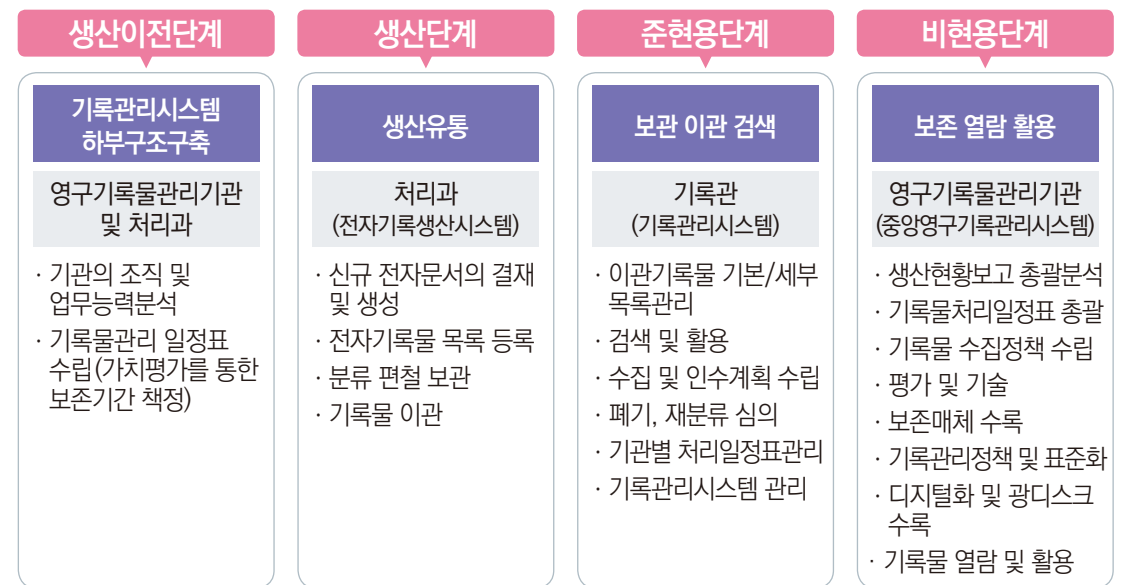 생산이전단계
기록관리시스템
하부구조구축
영구기록물관리기관
및 처리과
· 기관의 조직 및
업무능력분석
· 기록물관리 일정표
수립(가치평가를 통한
보존기간 책정)
생산단계
생산유통
처리과
(전자기록생산시스템)
· 신규 전자문서의 결재
및 생성
· 전자기록물 목록 등록
· 분류 편철 보관
· 기록물 이관
준현용단계
보관 이관 검색
기록관
(기록관리시스템)
· 이관기록물 기본/세부
목록관리
· 검색 및 활용
· 수집 및 인수계획 수립
· 폐기, 재분류 심의
· 기관별 처리일정표관리
· 기록관리시스템 관리
비현용단계
보존 열람 활용
영구기록물관리기관
(중앙영구기록관리시스템)
· 생산현황보고 총괄분석
· 기록물처리일정표 총괄
· 기록물 수집정책 수립
· 평가 및 기술
· 보존매체 수록
· 기록관리정책 및 표준화
· 디지털화 및 광디스크
수록
· 기록물 열람 및 활용